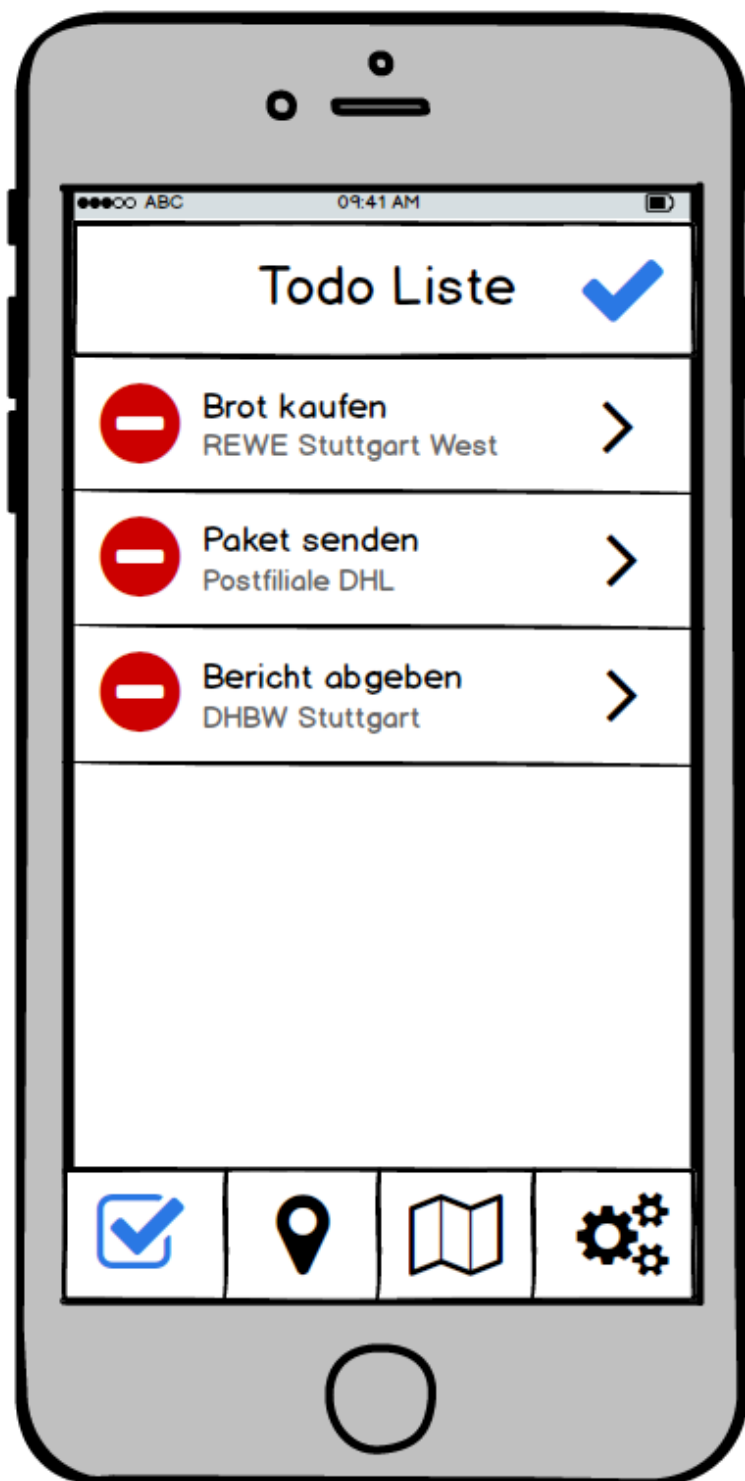 ABC
09:41 AM
Todo Liste
Brot kaufen
REWE Stuttgart West
Paket senden
Postfiliale DHL
Bericht abgeben
DHBW Stuttgart